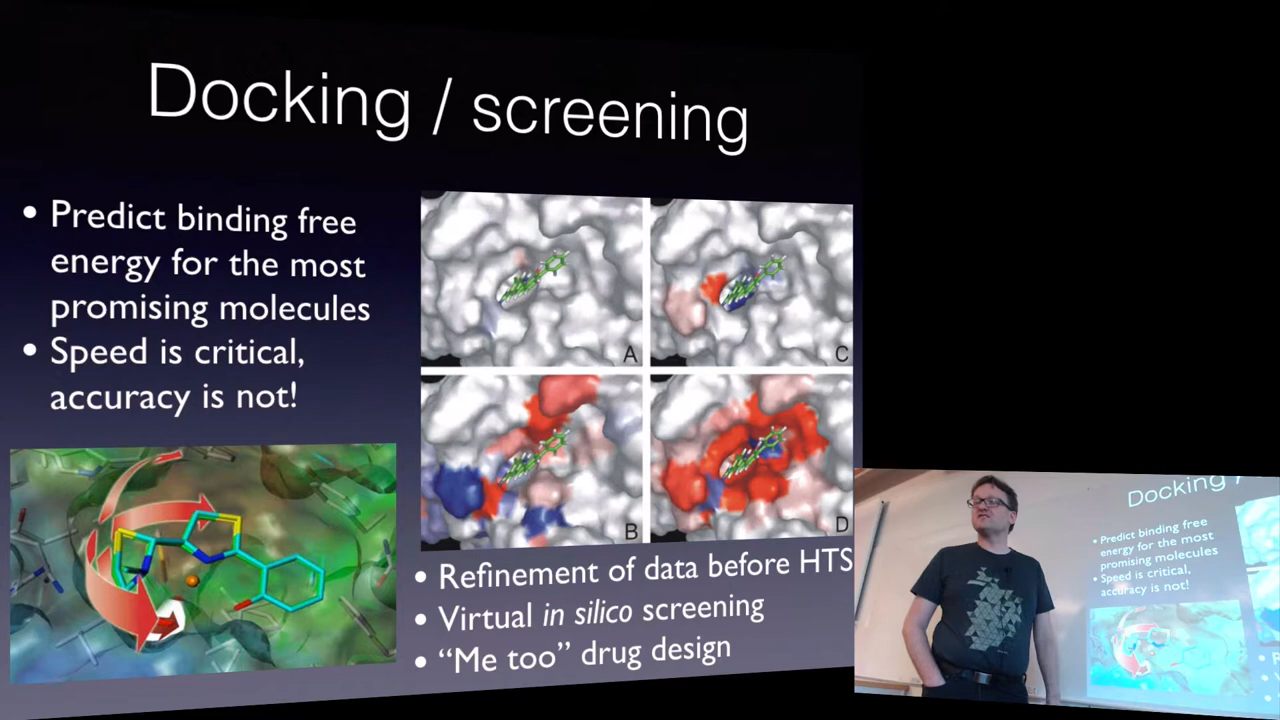 Docking / screening
• Predict binding free
energy for the most
promising molecules
• Speed is critical,
accuracy is not!
A
C
B
D
• Refinement of data before HTS
• Virtual in silico screening
• “Me too” drug design
Docking /
• Predict binding free
energy for the most
promising molecules
• Speed is critical,
accuracy is not!